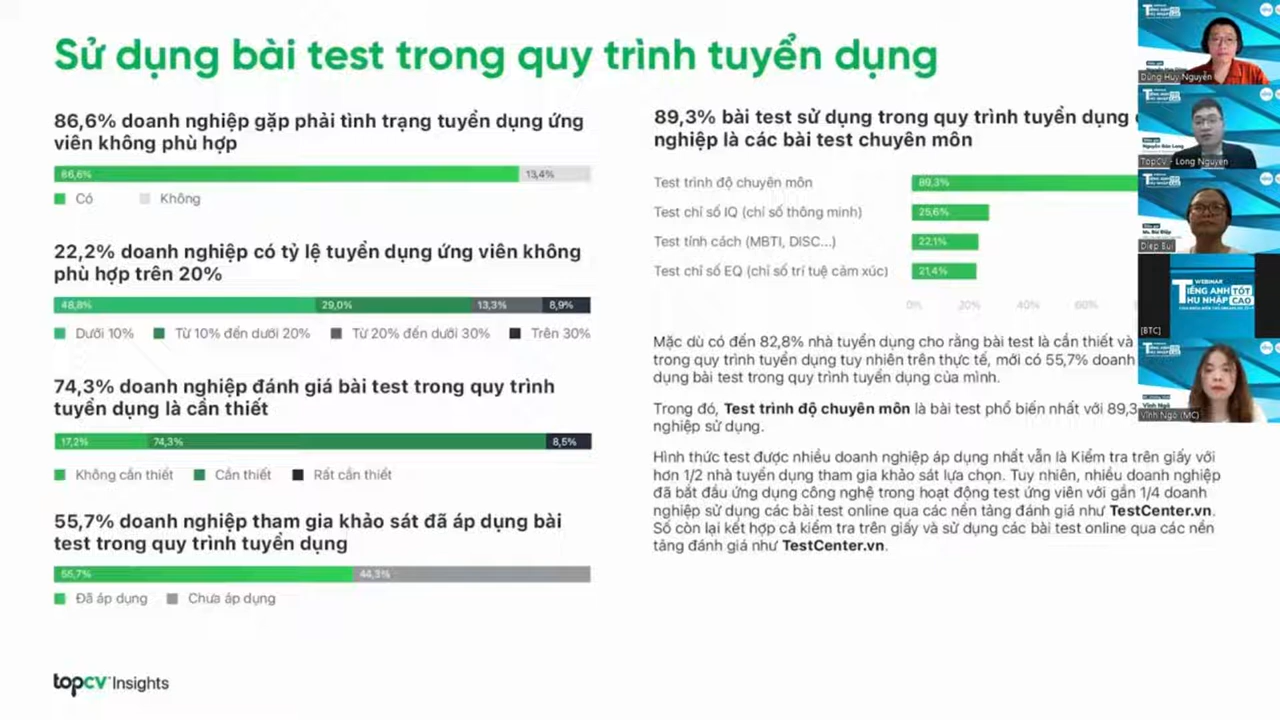 Sử dụng bài test trong quy trình tuyển dụng
86,6% doanh nghiệp gặp phải tình trạng tuyển dụng ứng
viên không phù hợp
86,6%
13,4%
Có
Không
22,2% doanh nghiệp có tỷ lệ tuyển dụng ứng viên không
phù hợp trên 20%
48,8%
29,0%
13,3%
8,9%
Dưới 10%
Từ 10% đến dưới 20%
Từ 20% đến dưới 30%
Trên 30%
74,3% doanh nghiệp đánh giá bài test trong quy trình
tuyển dụng là cần thiết
17,2%
74,3%
8,5%
Không cần thiết
Cần thiết
Rất cần thiết
55,7% doanh nghiệp tham gia khảo sát đã áp dụng bài
test trong quy trình tuyển dụng
55,7%
44,3%
Đã áp dụng
Chưa áp dụng
topcv Insights
89,3% bài test sử dụng trong quy trình tuyển dụng
nghiệp là các bài test chuyên môn
Test trình độ chuyên môn
89,3%
Test chỉ số IQ (chỉ số thông minh)
25,6%
Test tính cách (MBTI, DISC...)
22,1%
Test chỉ số EQ (chỉ số trí tuệ cảm xúc)
21,4%
0%
20%
40%
60%
Mặc dù có đến 82,8% nhà tuyển dụng cho rằng bài test là cần thiết và
trong quy trình tuyển dụng tuy nhiên trên thực tế, mới có 55,7% doanh
dụng bài test trong quy trình tuyển dụng của mình.
Trong đó, Test trình độ chuyên môn là bài test phổ biến nhất với 89,3
nghiệp sử dụng.
Hình thức test được nhiều doanh nghiệp áp dụng nhất vẫn là Kiểm tra trên giấy với
hơn 1/2 nhà tuyển dụng tham gia khảo sát lựa chọn. Tuy nhiên, nhiều doanh nghiệp
đã bắt đầu ứng dụng công nghệ trong hoạt động test ứng viên với gần 1/4 doanh
nghiệp sử dụng các bài test online qua các nền tảng đánh giá như TestCenter.vn.
Số còn lại kết hợp cả kiểm tra trên giấy và sử dụng các bài test online qua các nền
tảng đánh giá như TestCenter.vn.
Dũng Huy Nguyễn
TopCV - Long Nguyen
Diep Bui
WEBINAR
TIẾNG ANH TỐT
THU NHẬP CAO
[BTC]
Vĩnh Ngô (MC)